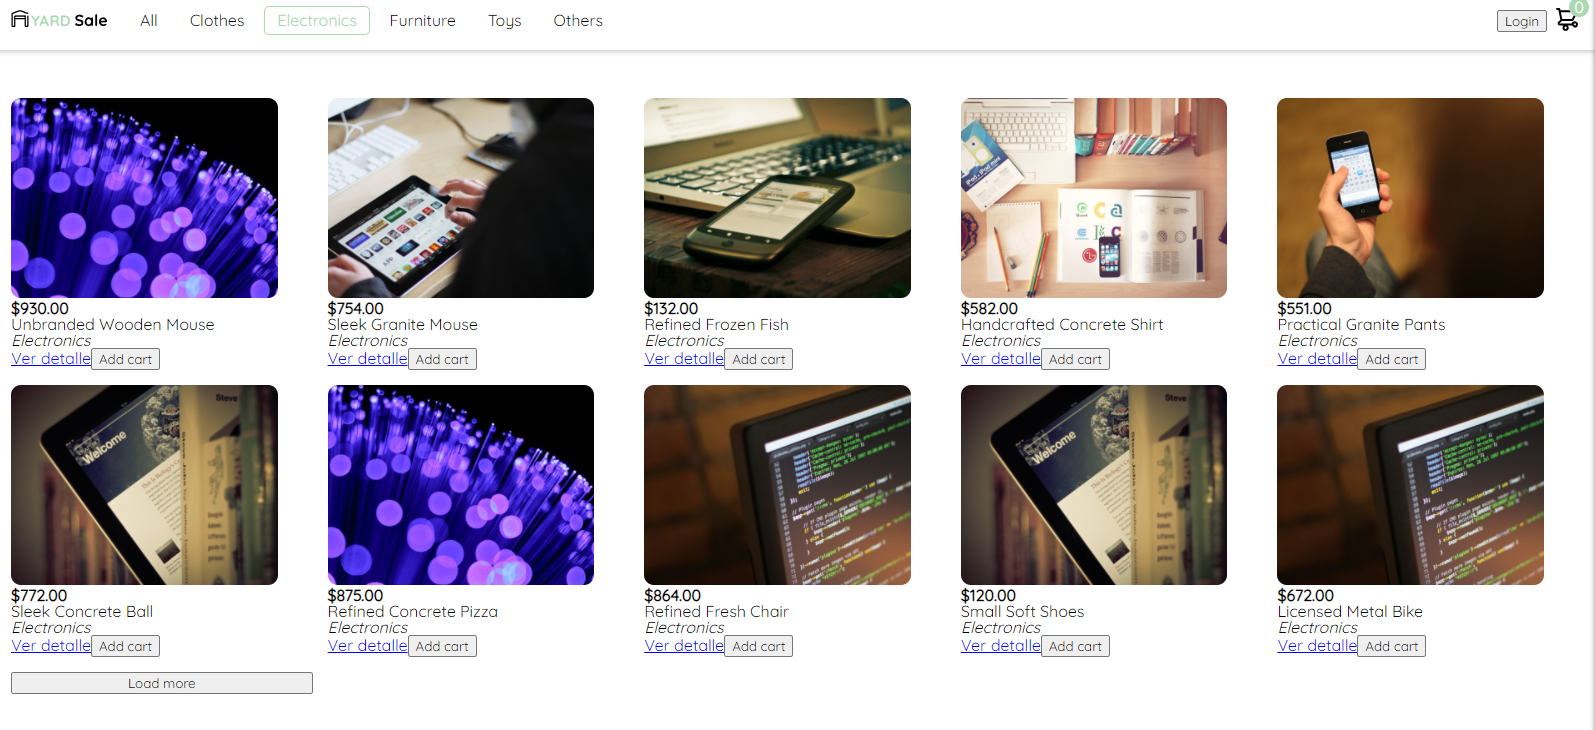 YARD Sale All Clothes Electronics Furniture Toys Others Login 0
$930.00 $754.00 $132.00 $582.00 $551.00
Unbranded Wooden Mouse Sleek Granite Mouse Refined Frozen Fish Handcrafted Concrete Shirt Practical Granite Pants
Electronics Electronics Electronics Electronics Electronics
Ver detalle Add cart Ver detalle Add cart Ver detalle Add cart Ver detalle Add cart Ver detalle Add cart
Welcome Steve Welcome Steve
$772.00 $875.00 $864.00 $120.00 $672.00
Sleek Concrete Ball Refined Concrete Pizza Refined Fresh Chair Small Soft Shoes Licensed Metal Bike
Electronics Electronics Electronics Electronics Electronics
Ver detalle Add cart Ver detalle Add cart Ver detalle Add cart Ver detalle Add cart Ver detalle Add cart
Load more